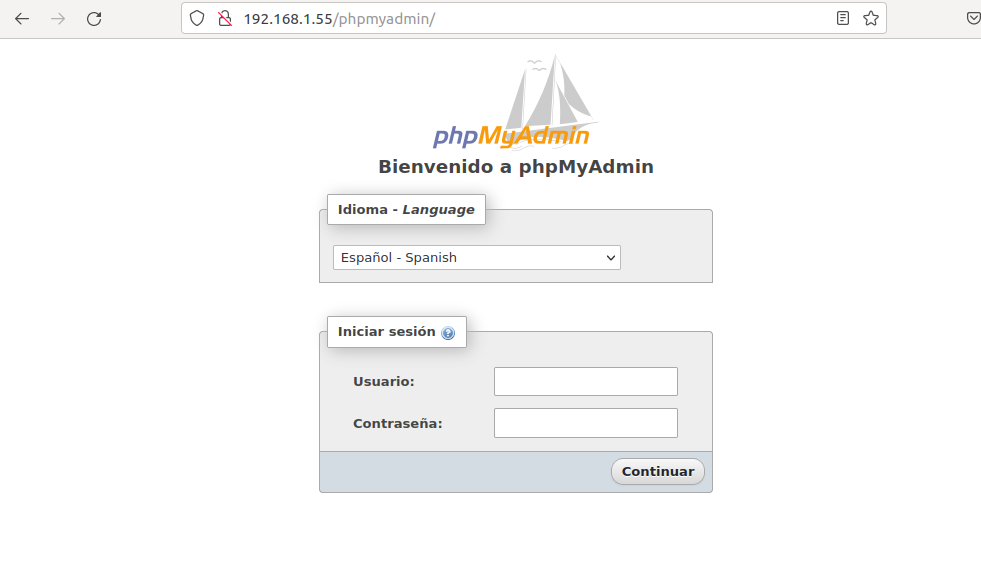 192.168.1.55/phpmyadmin/
phpMyAdmin
Bienvenido a phpMyAdmin
Idioma - Language
Español - Spanish
Iniciar sesión
Usuario:
Contraseña:
Continuar